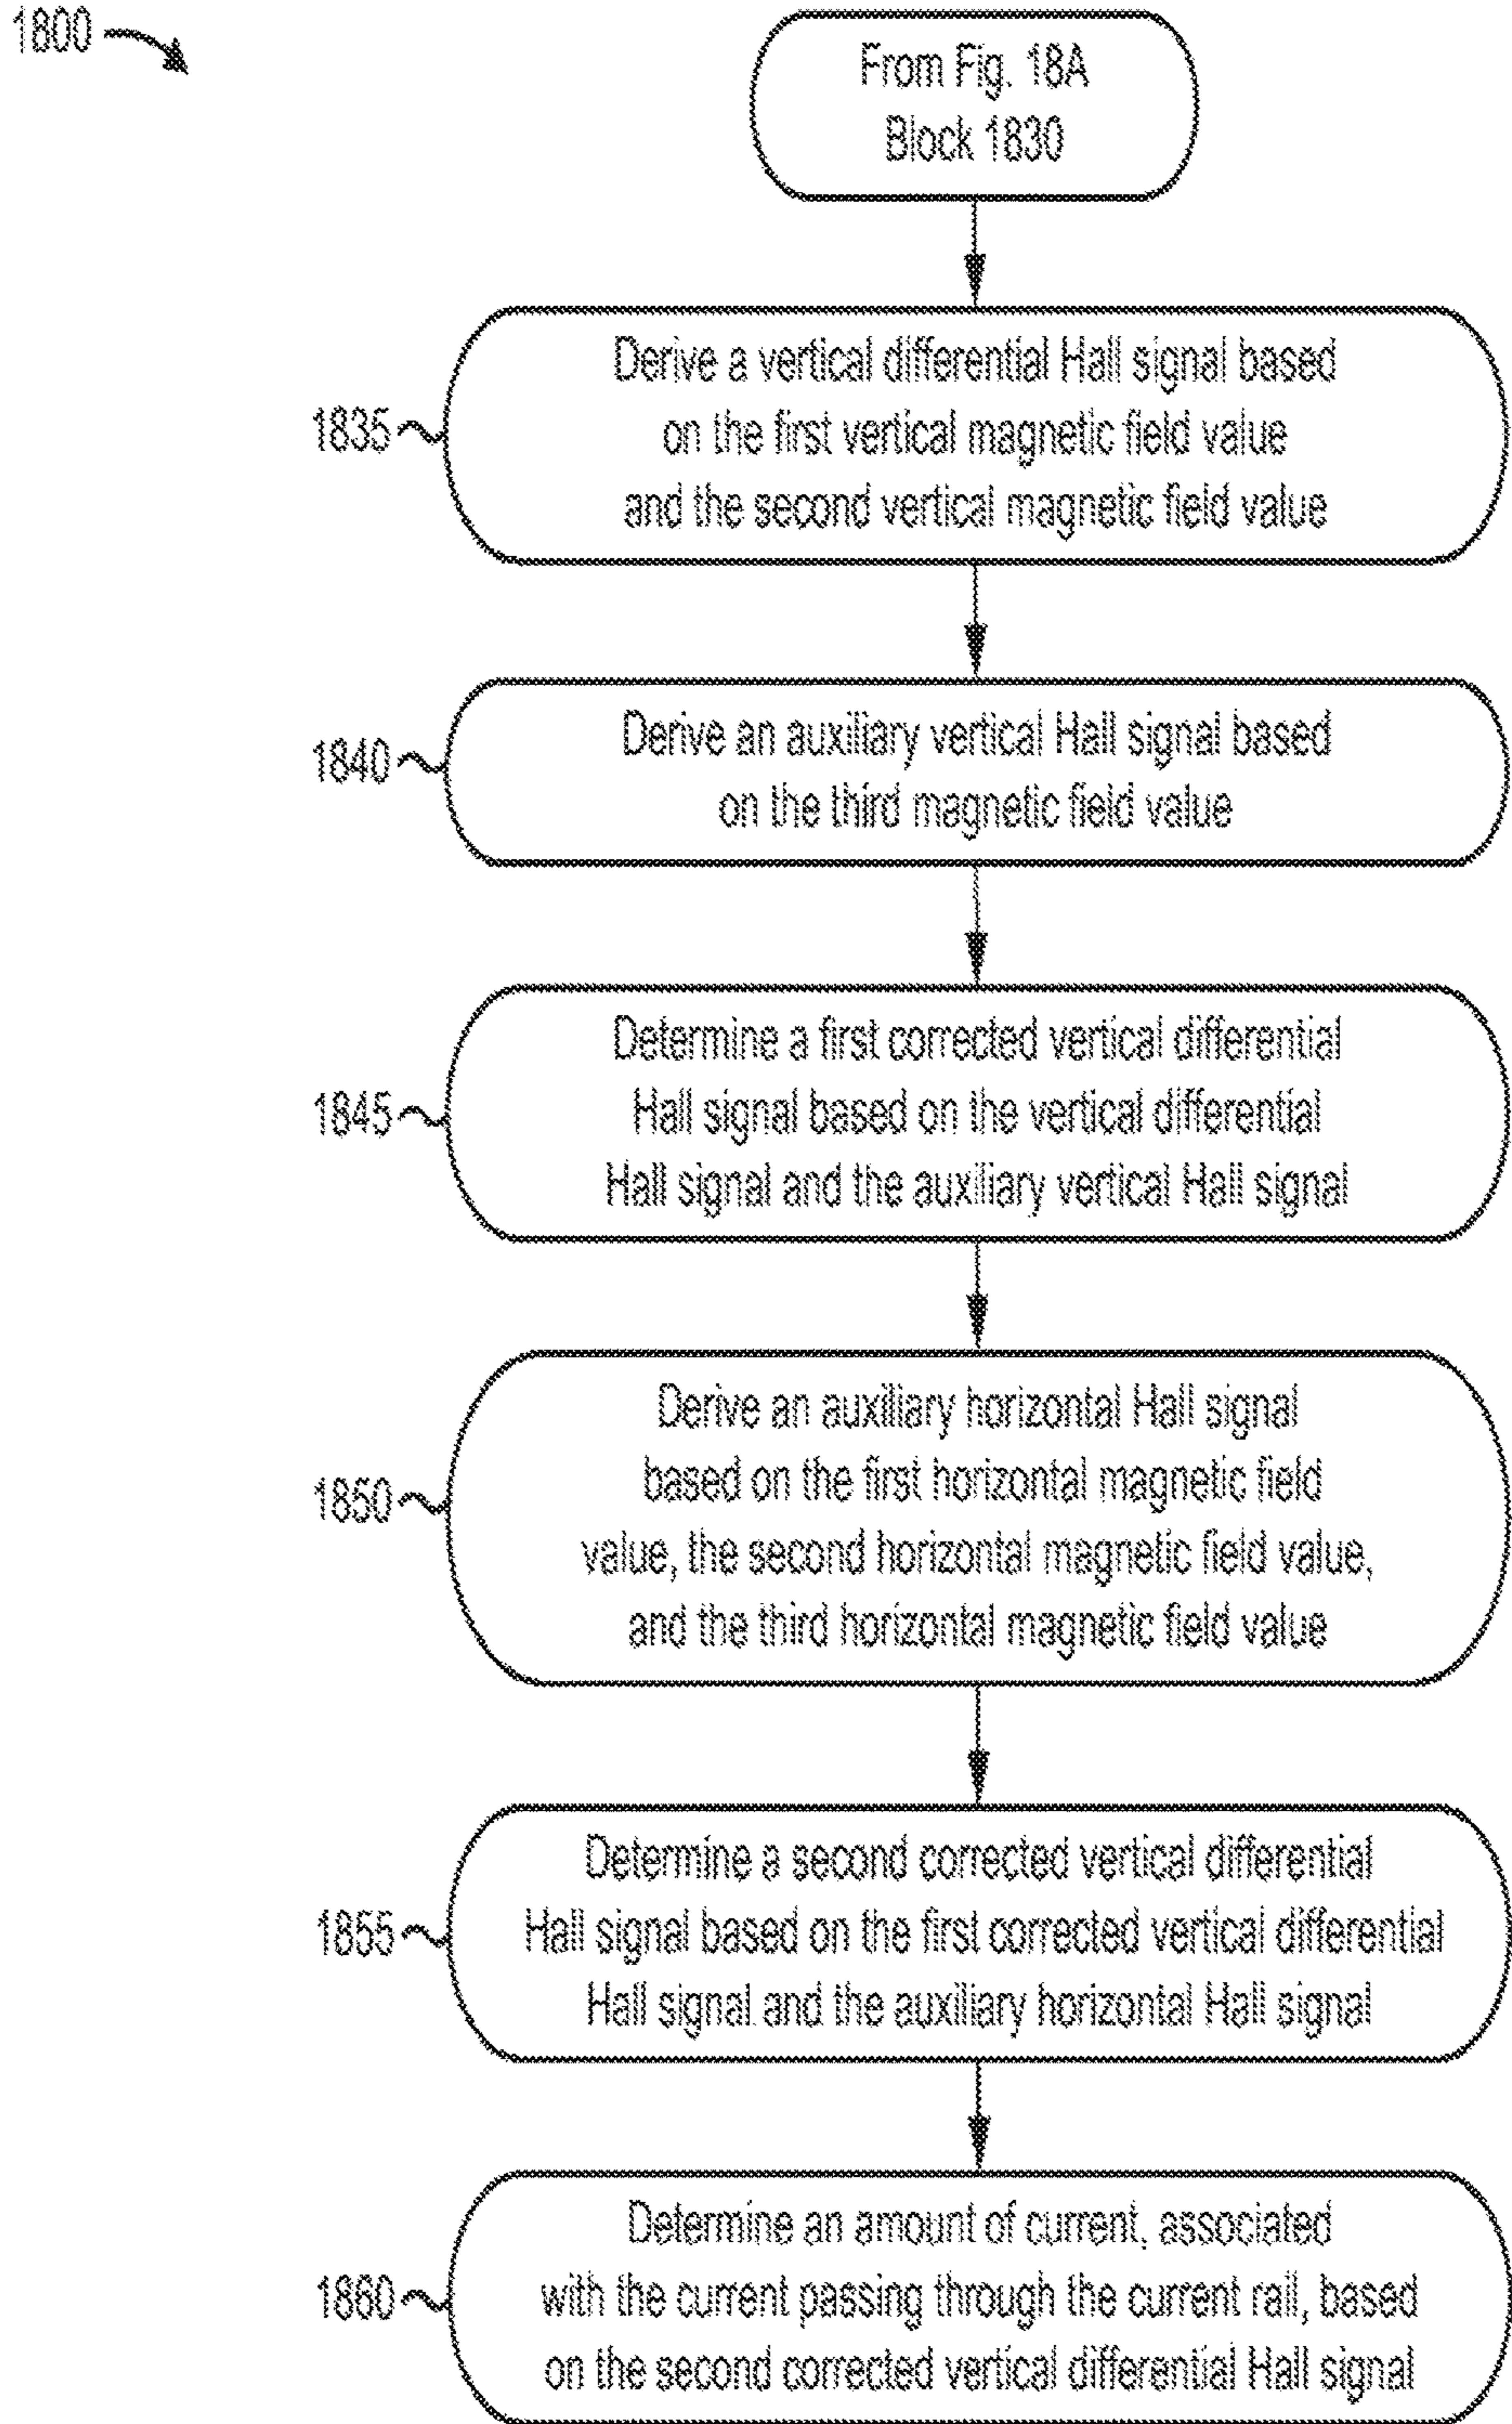 1800
From Fig. 18A
Block 1830
1835
Derive a vertical differential Hall signal based
on the first vertical magnetic field value
and the second vertical magnetic field value
1840
Derive an auxiliary vertical Hall signal based
on the third magnetic field value
1845
Determine a first corrected vertical differential
Hall signal based on the vertical differential
Hall signal and the auxiliary vertical Hall signal
1850
Derive an auxiliary horizontal Hall signal
based on the first horizontal magnetic field
value, the second horizontal magnetic field value,
and the third horizontal magnetic field value
1855
Determine a second corrected vertical differential
Hall signal based on the first corrected vertical differential
Hall signal and the auxiliary horizontal Hall signal
1860
Determine an amount of current, associated
with the current passing through the current rail, based
on the second corrected vertical differential Hall signal